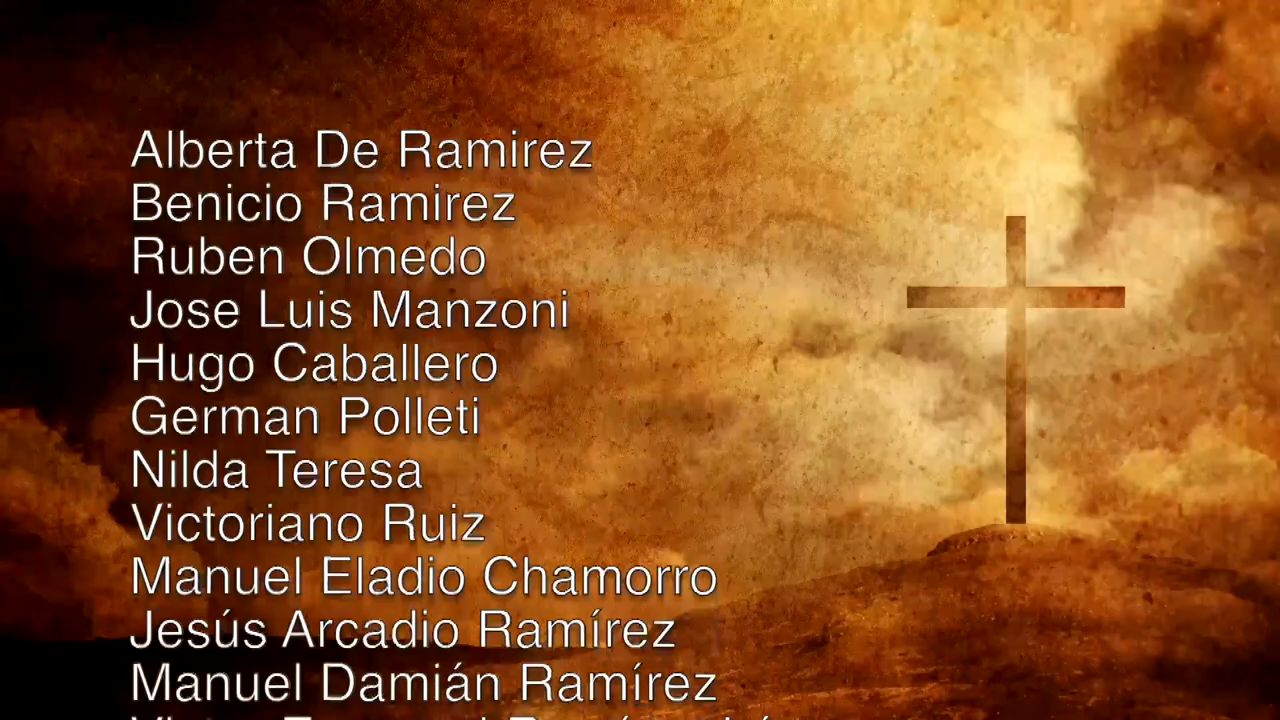 Alberta De Ramirez
Benicio Ramirez
Ruben Olmedo
Jose Luis Manzoni
Hugo Caballero
German Polleti
Nilda Teresa
Victoriano Ruiz
Manuel Eladio Chamorro
Jesús Arcadio Ramírez
Manuel Damián Ramírez